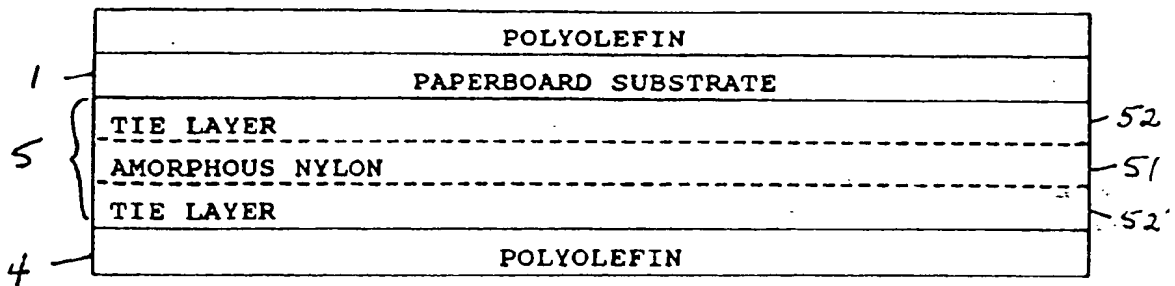 POLYOLEFIN
1 PAPERBOARD SUBSTRATE
TIE LAYER 52
5 AMORPHOUS NYLON 51
TIE LAYER 52'
4 POLYOLEFIN